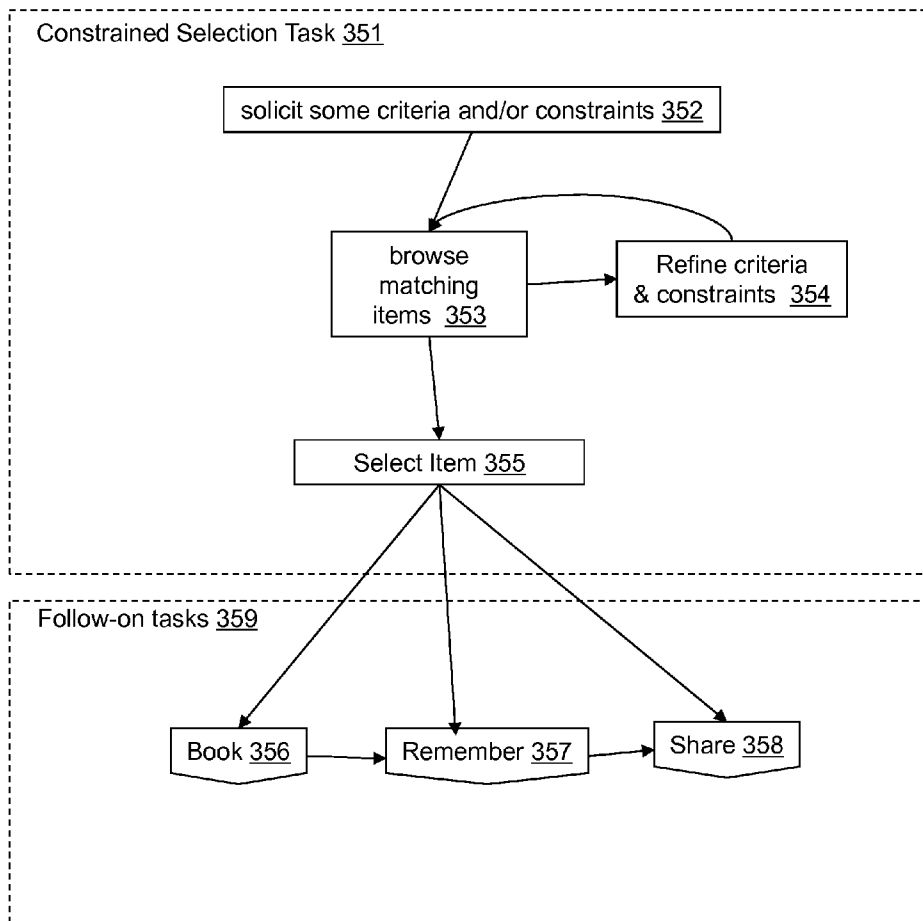 Constrained Selection Task 351
solicit some criteria and/or constraints 352
browse
matching
items 353
Refine criteria
& constraints 354
Select Item 355
Follow-on tasks 359
Book 356
Remember 357
Share 358